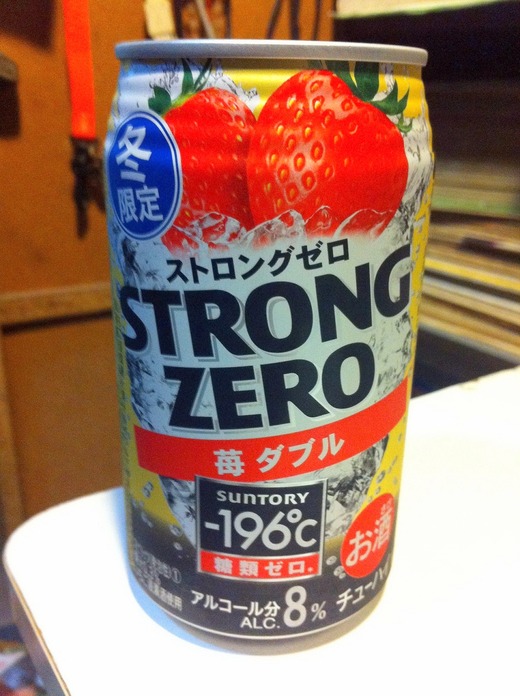 冬
限定
ストロングゼロ
STRONG
ZERO
苺ダブル
SUNTORY
-196℃
糖類ゼロ。
お酒
アルコール分
ALC. 8%
チューハイ